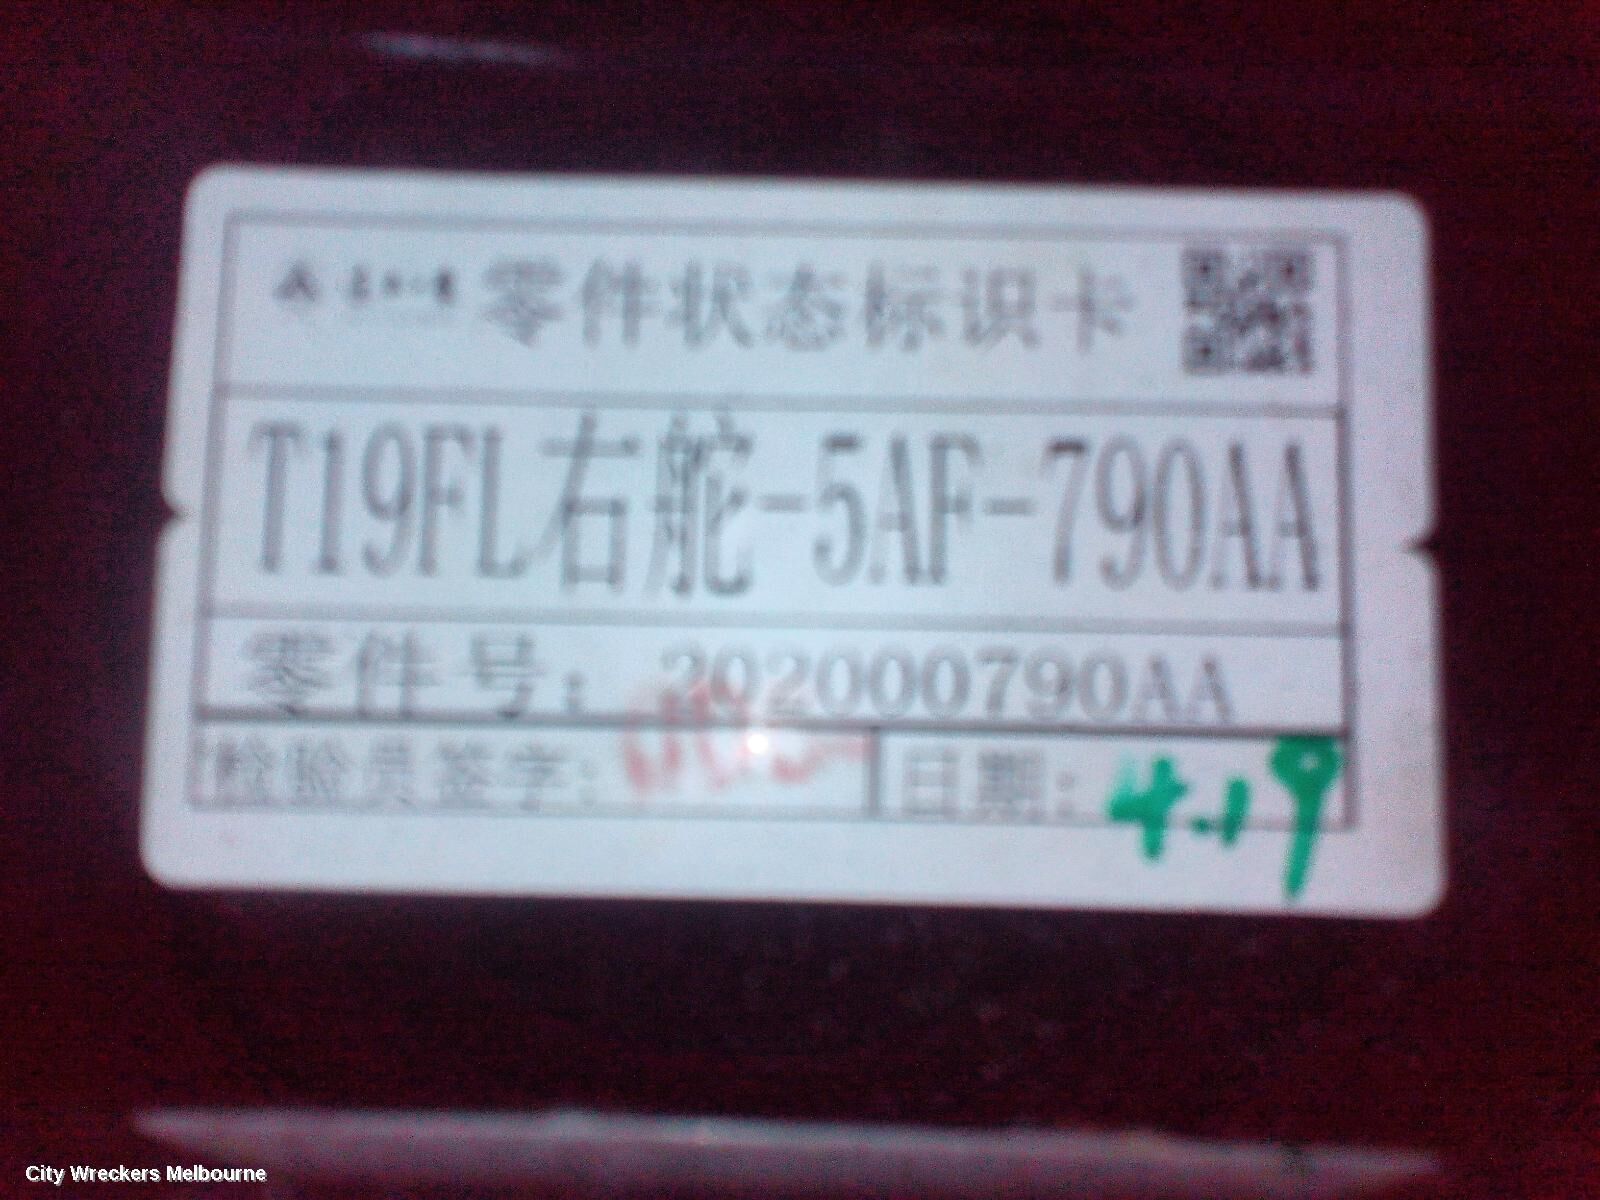 零件状态标识卡
T19FL右舵-5AF-790AA
零件号: 202000790AA
检验员签字:
日期: 4.19
City Wreckers Melbourne